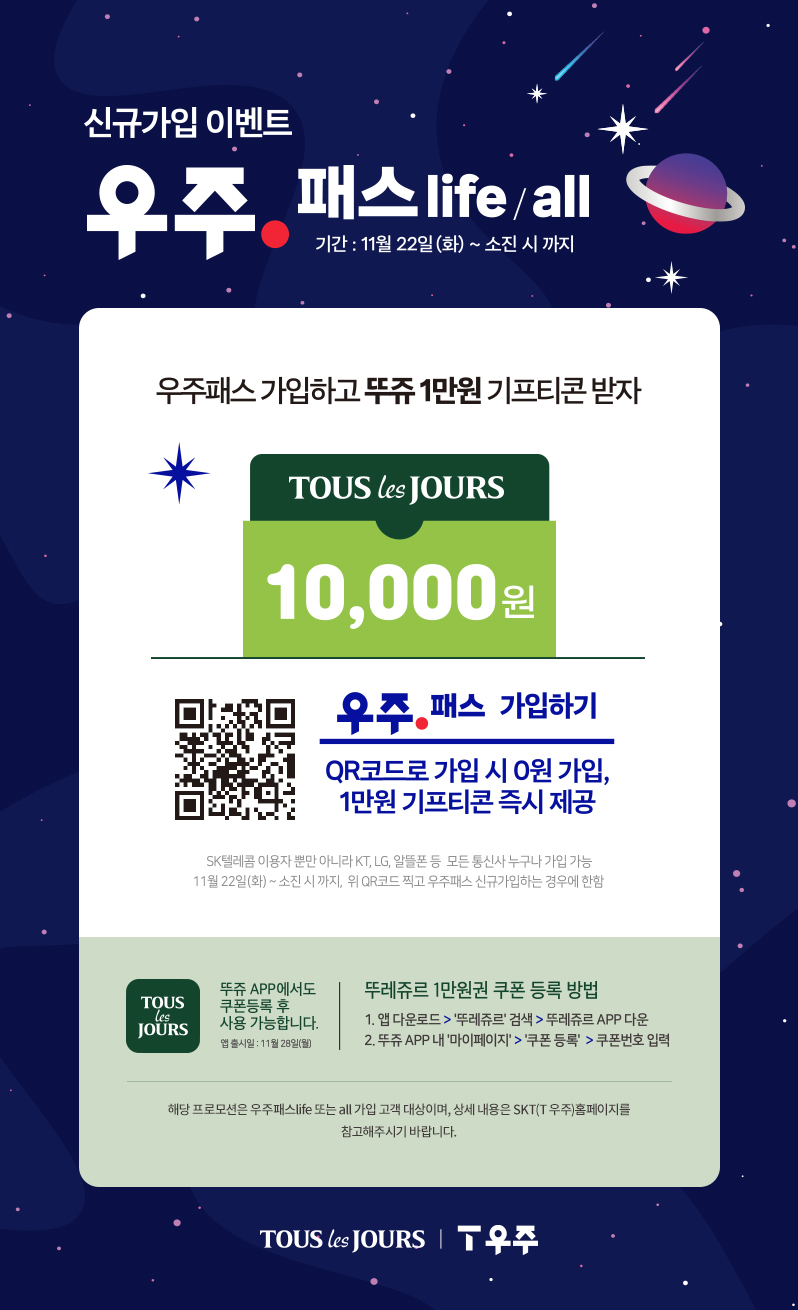 신규가입 이벤트
우주. 패스 life / all
기간 : 11월 22일(화) ~ 소진 시 까지
우주패스 가입하고 뚜쥬 1만원 기프티콘 받자
TOUS les JOURS
10,000원
우주. 패스 가입하기
QR코드로 가입 시 0원 가입,
1만원 기프티콘 즉시 제공
SK텔레콤 이용자 뿐만 아니라 KT, LG, 알뜰폰 등 모든 통신사 누구나 가입 가능
11월 22일(화) ~ 소진 시 까지, 위 QR코드 찍고 우주패스 신규가입하는 경우에 한함
TOUS
les
JOURS
뚜쥬 APP에서도
쿠폰등록 후
사용 가능합니다.
앱 출시일 : 11월 28일(월)
뚜레쥬르 1만원권 쿠폰 등록 방법
1. 앱 다운로드 > '뚜레쥬르' 검색 > 뚜레쥬르 APP 다운
2. 뚜쥬 APP 내 '마이페이지' > '쿠폰 등록' > 쿠폰번호 입력
해당 프로모션은 우주패스life 또는 all 가입 고객 대상이며, 상세 내용은 SKT(T 우주)홈페이지를
참고해주시기 바랍니다.
TOUS les JOURS | T 우주